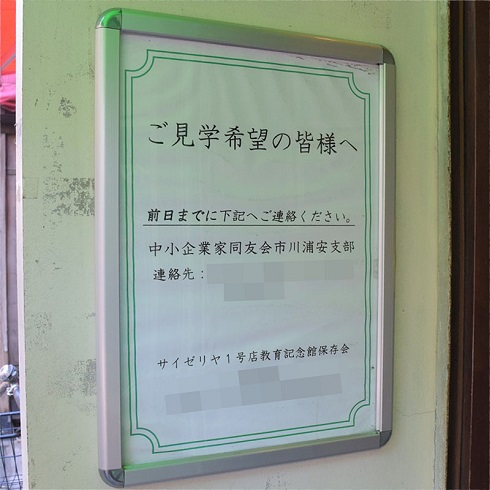 ご見学希望の皆様へ
前日までに下記へご連絡ください。
中小企業家同友会市川浦安支部
連絡先：
サイゼリヤ1号店教育記念館保存会